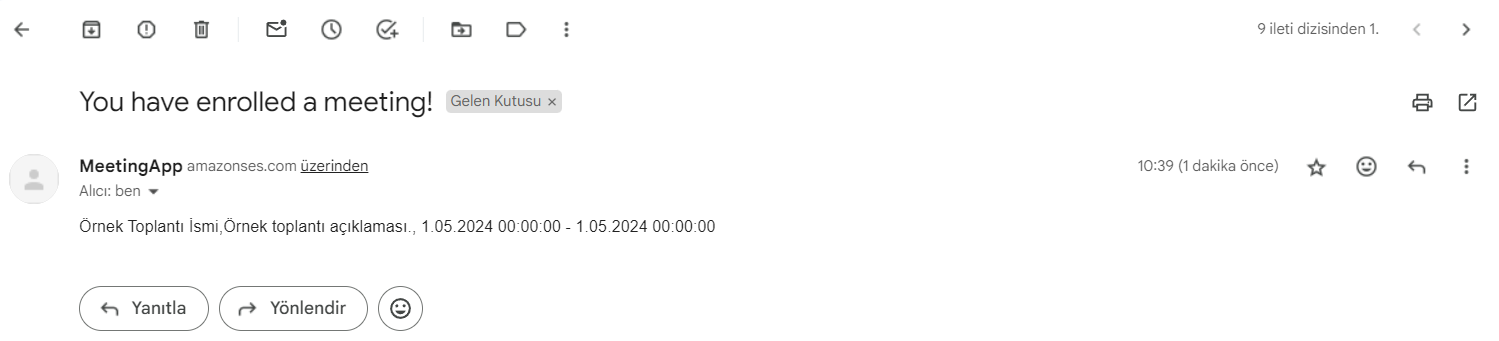 9 ileti dizisinden 1.
You have enrolled a meeting! Gelen Kutusu ×
MeetingApp amazonses.com üzerinden 10:39 (1 dakika önce)
Alıcı: ben
Örnek Toplantı İsmi,Örnek toplantı açıklaması., 1.05.2024 00:00:00 - 1.05.2024 00:00:00
Yanıtla Yönlendir